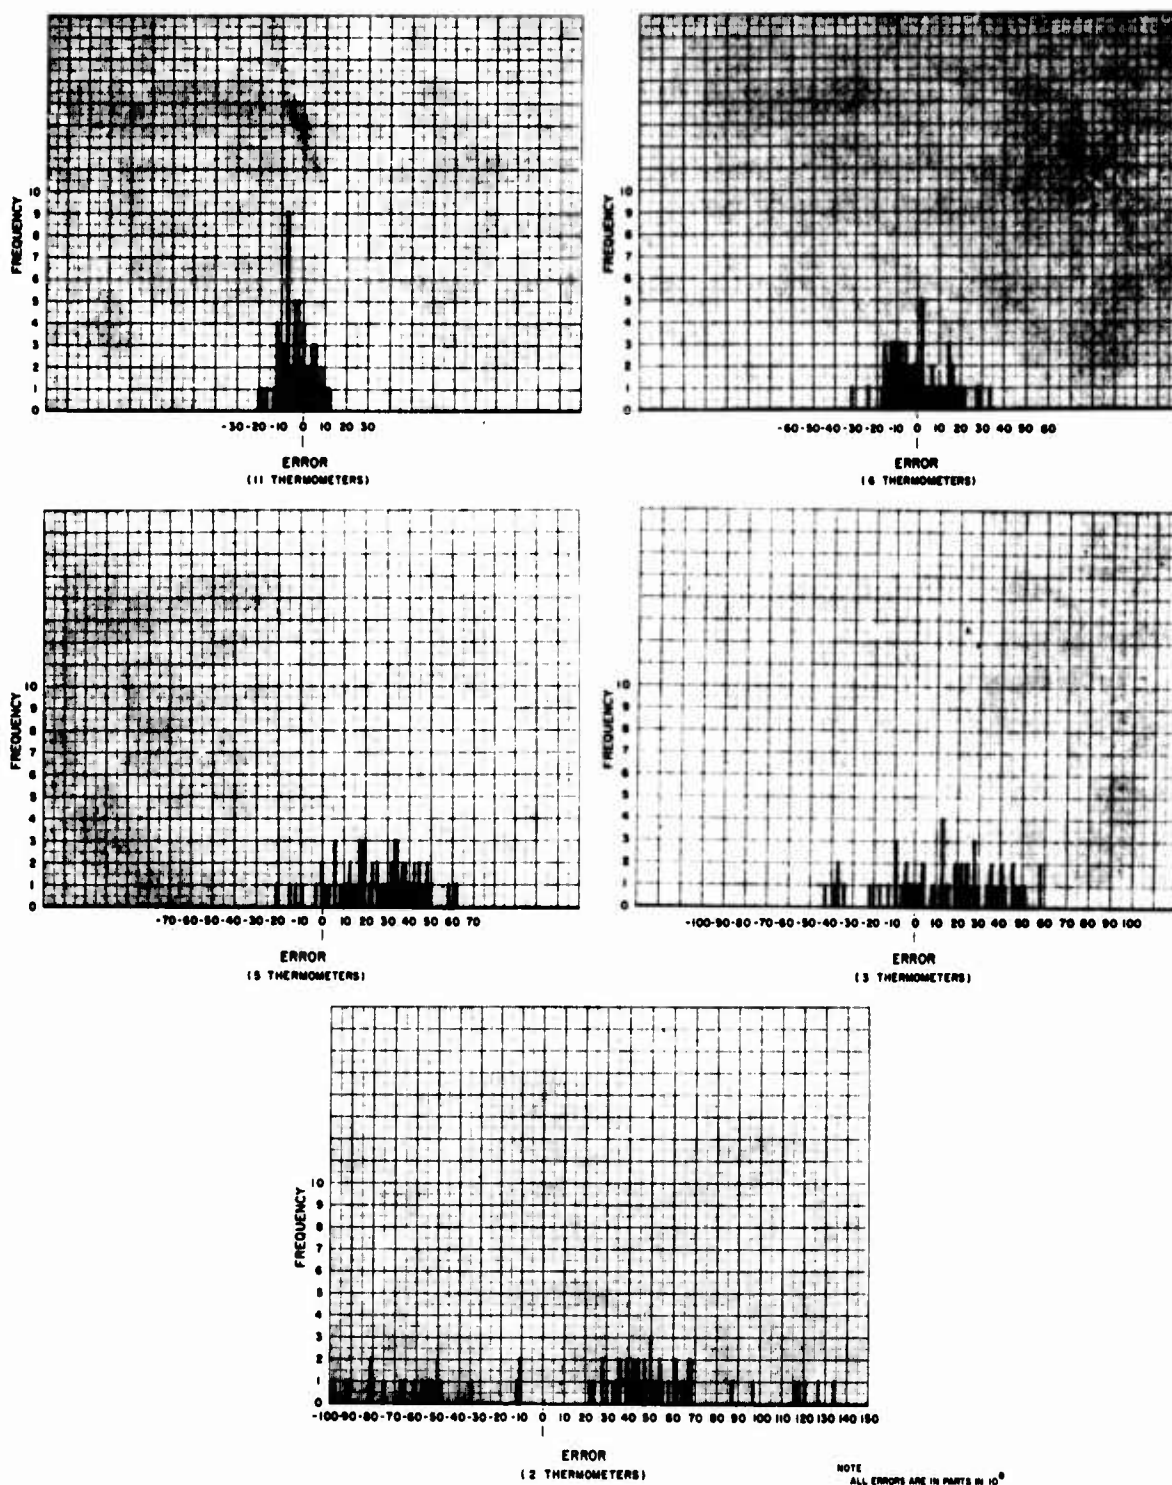 FREQUENCY
10
9
8
7
6
5
4
3
2
1
0
-30 -20 -10 0 10 20 30
ERROR
(11 THERMOMETERS)
FREQUENCY
10
9
8
7
6
5
4
3
2
1
0
-60 -50 -40 -30 -20 -10 0 10 20 30 40 50 60
ERROR
(6 THERMOMETERS)
FREQUENCY
10
9
8
7
6
5
4
3
2
1
0
-70 -60 -50 -40 -30 -20 -10 0 10 20 30 40 50 60 70
ERROR
(5 THERMOMETERS)
FREQUENCY
10
9
8
7
6
5
4
3
2
1
0
-100 -90 -80 -70 -60 -50 -40 -30 -20 -10 0 10 20 30 40 50 60 70 80 90 100
ERROR
(3 THERMOMETERS)
FREQUENCY
10
9
8
7
6
5
4
3
2
1
0
-100 -90 -80 -70 -60 -50 -40 -30 -20 -10 0 10 20 30 40 50 60 70 80 90 100 110 120 130 140 150
ERROR
(2 THERMOMETERS)
NOTE
ALL ERRORS ARE IN PARTS IN 10⁸